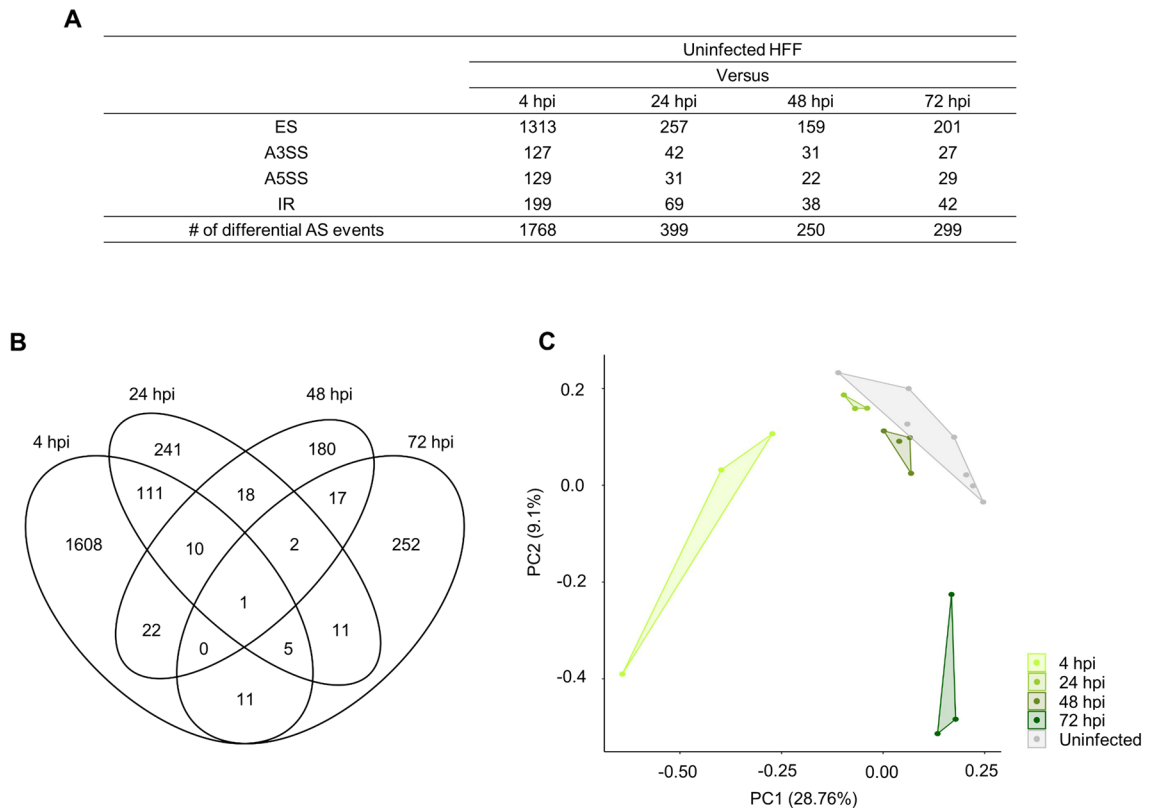 A
Uninfected HFF
Versus
4 hpi 24 hpi 48 hpi 72 hpi
ES 1313 257 159 201
A3SS 127 42 31 27
A5SS 129 31 22 29
IR 199 69 38 42
# of differential AS events 1768 399 250 299
B
24 hpi 48 hpi
4 hpi 72 hpi
241 180
111 18 17
1608 10 2 252
1
22 0 5 11
11
C
PC2 (9.1%)
0.2
0.0
-0.2
-0.4
-0.50 -0.25 0.00 0.25
PC1 (28.76%)
4 hpi
24 hpi
48 hpi
72 hpi
Uninfected